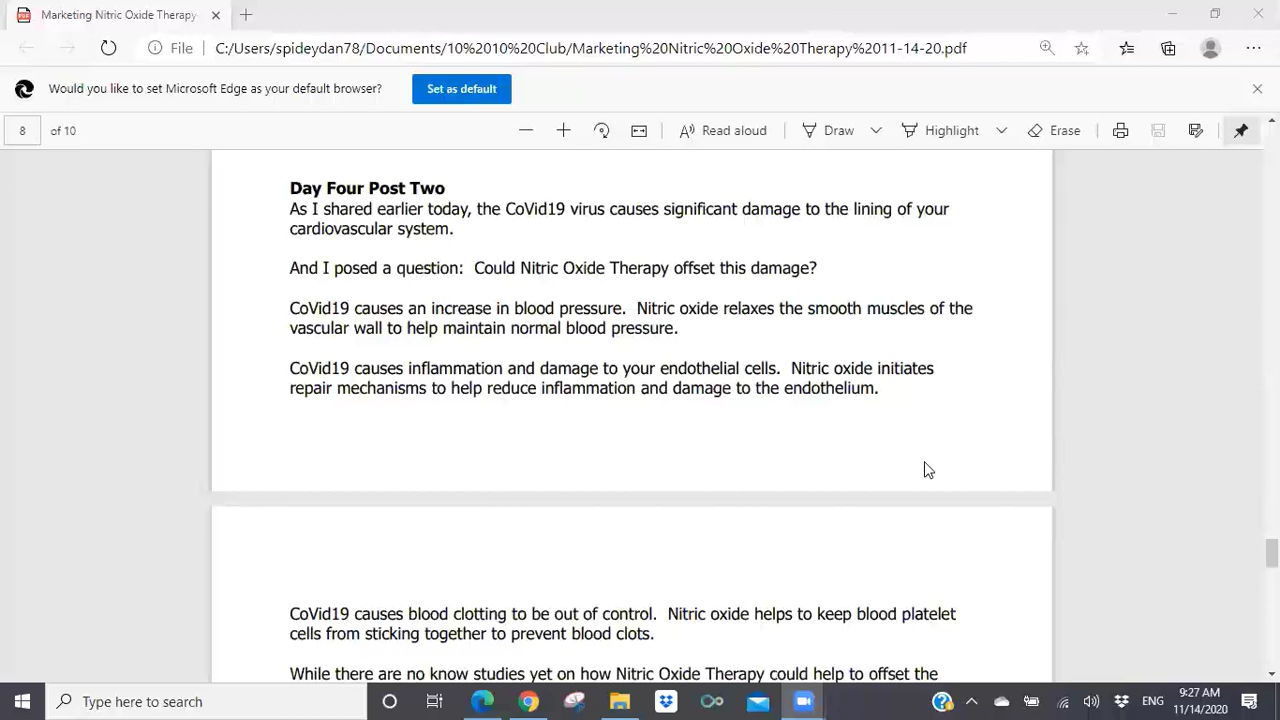 Marketing Nitric Oxide Therapy
File
C:/Users/spideydan78/Documents/10%2010%20Club/Marketing%20Nitric%20Oxide%20Therapy%2011-14-20.pdf
Would you like to set Microsoft Edge as your default browser?
Set as default
8 of 10
Read aloud
Draw
Highlight
Erase
Day Four Post Two
As I shared earlier today, the CoVid19 virus causes significant damage to the lining of your
cardiovascular system.
And I posed a question:  Could Nitric Oxide Therapy offset this damage?
CoVid19 causes an increase in blood pressure.  Nitric oxide relaxes the smooth muscles of the
vascular wall to help maintain normal blood pressure.
CoVid19 causes inflammation and damage to your endothelial cells.  Nitric oxide initiates
repair mechanisms to help reduce inflammation and damage to the endothelium.
CoVid19 causes blood clotting to be out of control.  Nitric oxide helps to keep blood platelet
cells from sticking together to prevent blood clots.
While there are no know studies yet on how Nitric Oxide Therapy could help to offset the
Type here to search
ENG
9:27 AM
11/14/2020